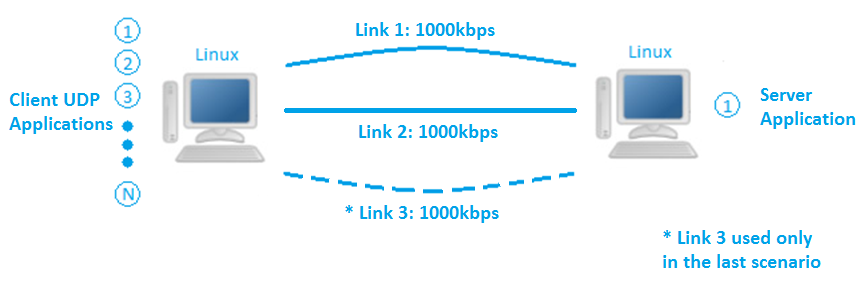 Link 1: 1000kbps
1
Linux
Linux
2
3
Client UDP
Applications
1
Server
Application
Link 2: 1000kbps
N
* Link 3: 1000kbps
* Link 3 used only
in the last scenario